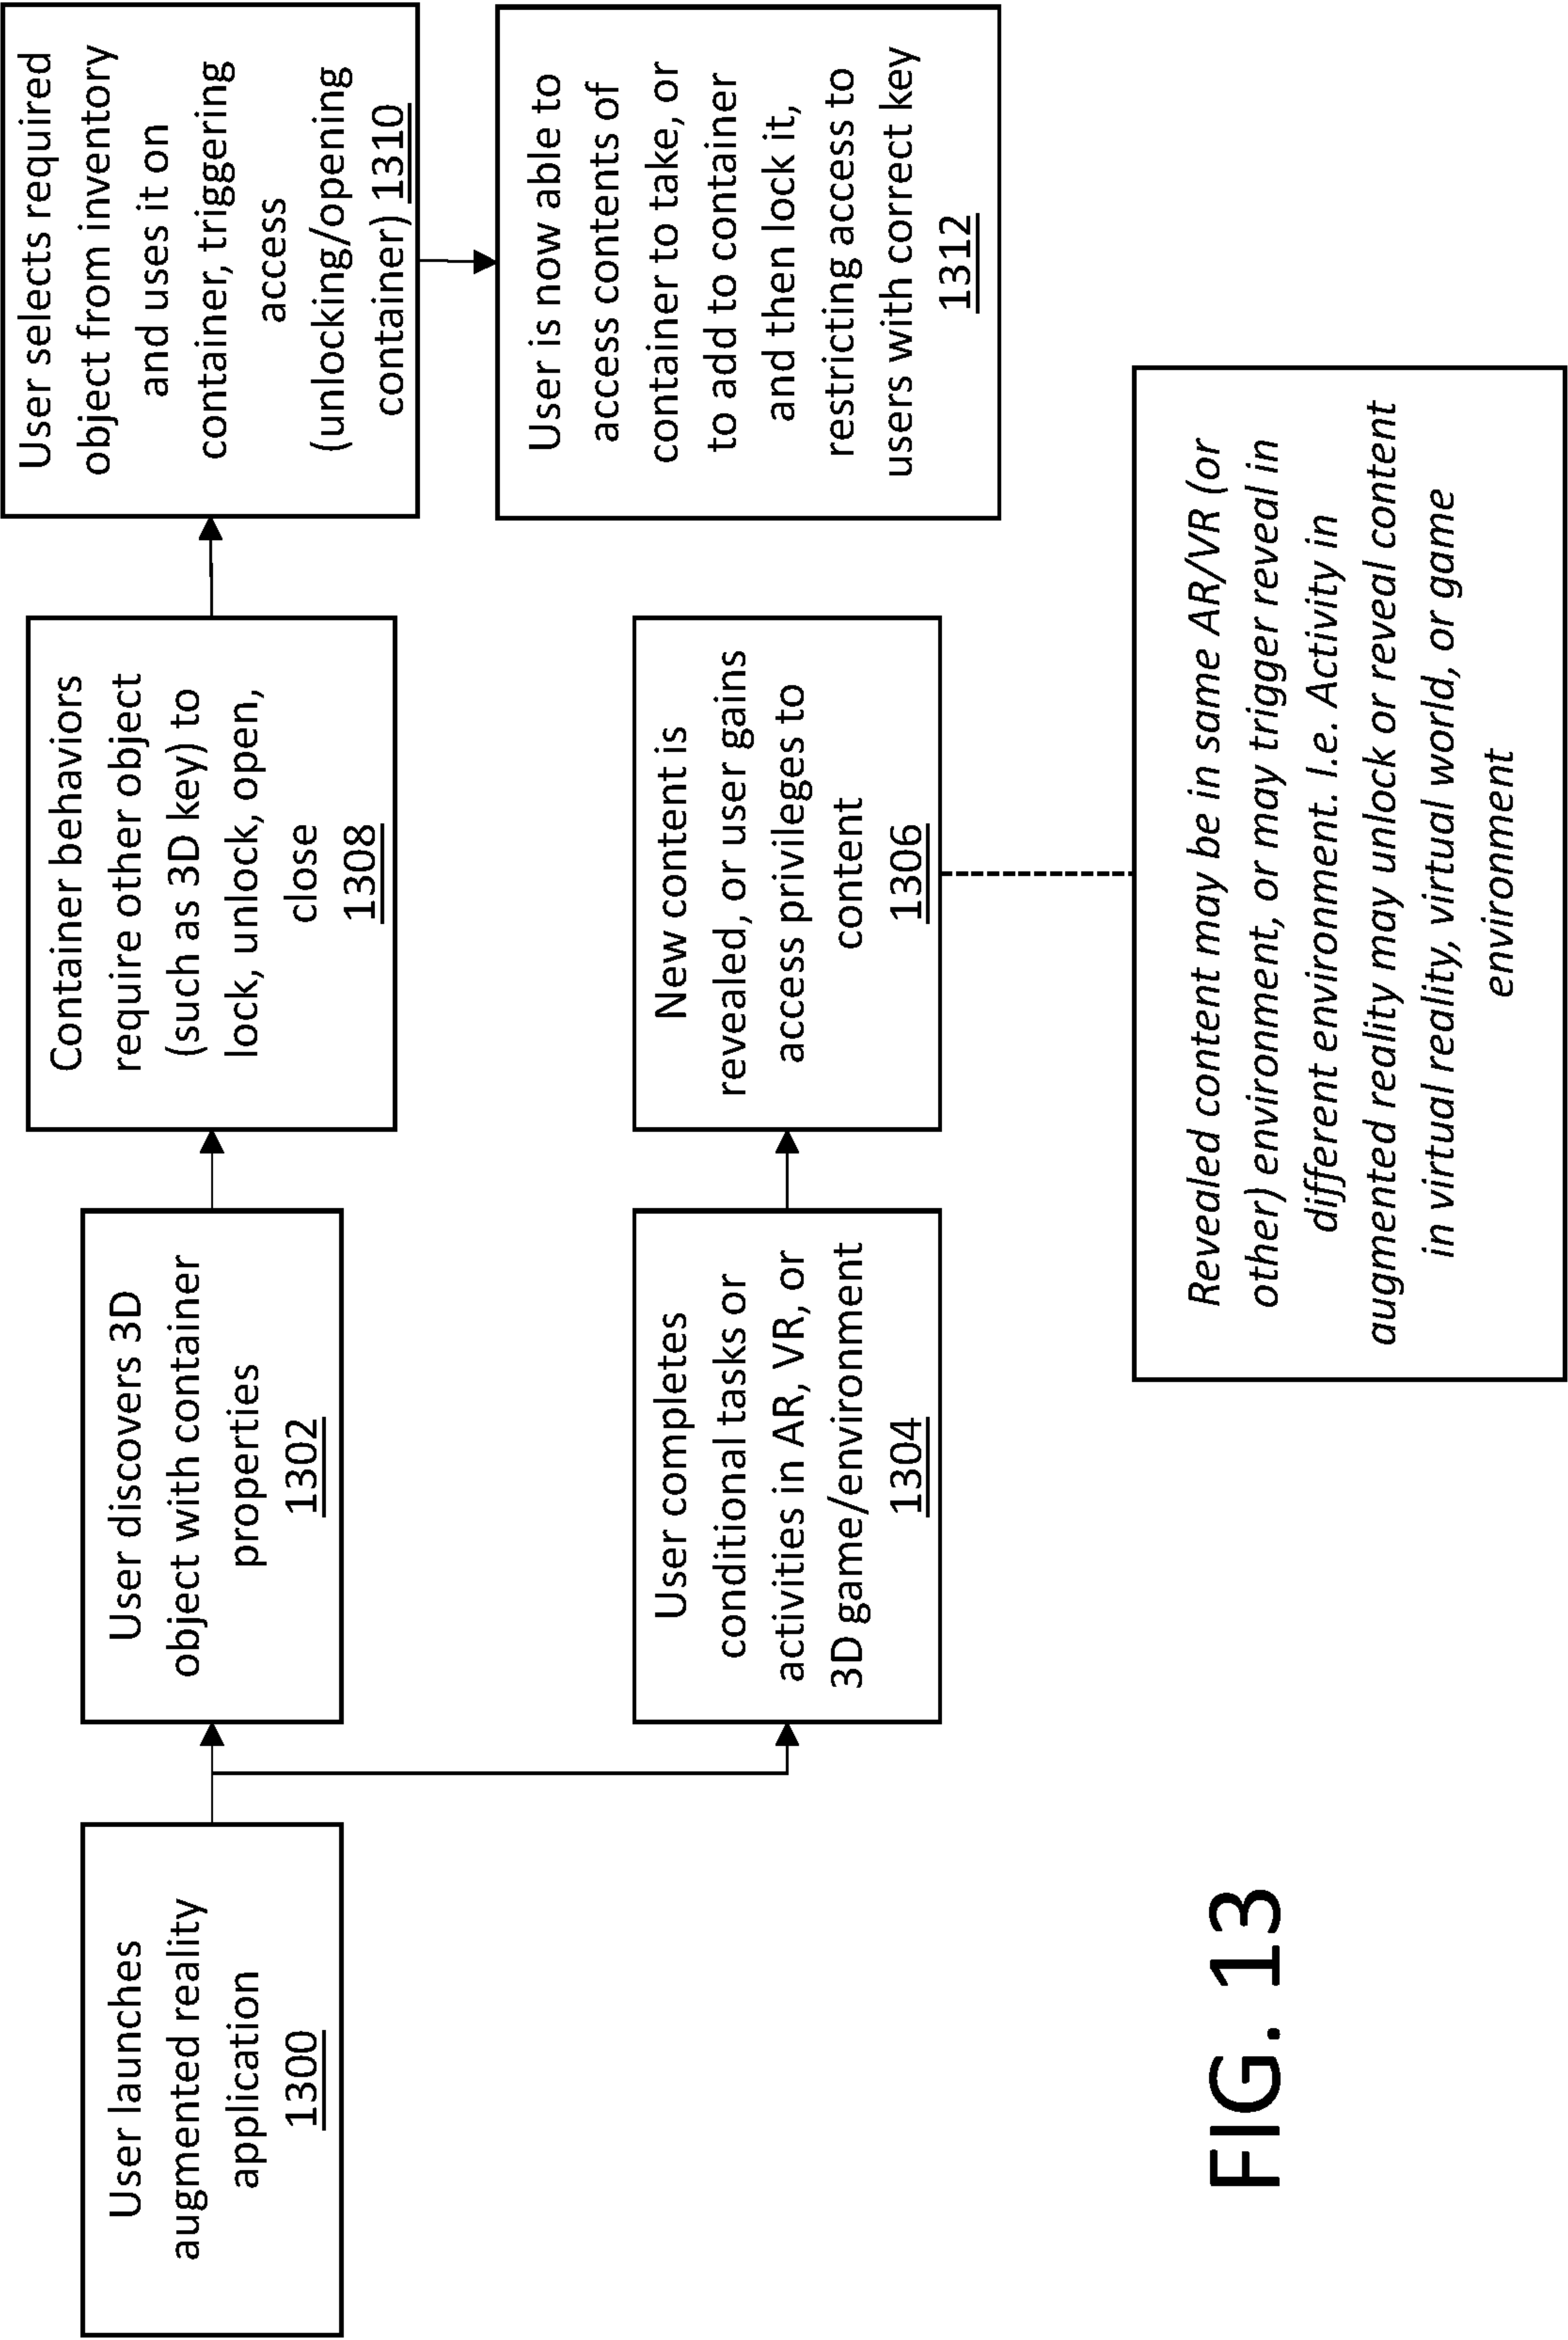 User launches
augmented reality
application
1300
User discovers 3D
object with container
properties
1302
Container behaviors
require other object
(such as 3D key) to
lock, unlock, open,
close
1308
User selects required
object from inventory
and uses it on
container, triggering
access
(unlocking/opening
container) 1310
User is now able to
access contents of
container to take, or
to add to container
and then lock it,
restricting access to
users with correct key
1312
User completes
conditional tasks or
activities in AR, VR, or
3D game/environment
1304
New content is
revealed, or user gains
access privileges to
content
1306
Revealed content may be in same AR/VR (or
other) environment, or may trigger reveal in
different environment. I.e. Activity in
augmented reality may unlock or reveal content
in virtual reality, virtual world, or game
environment
FIG. 13